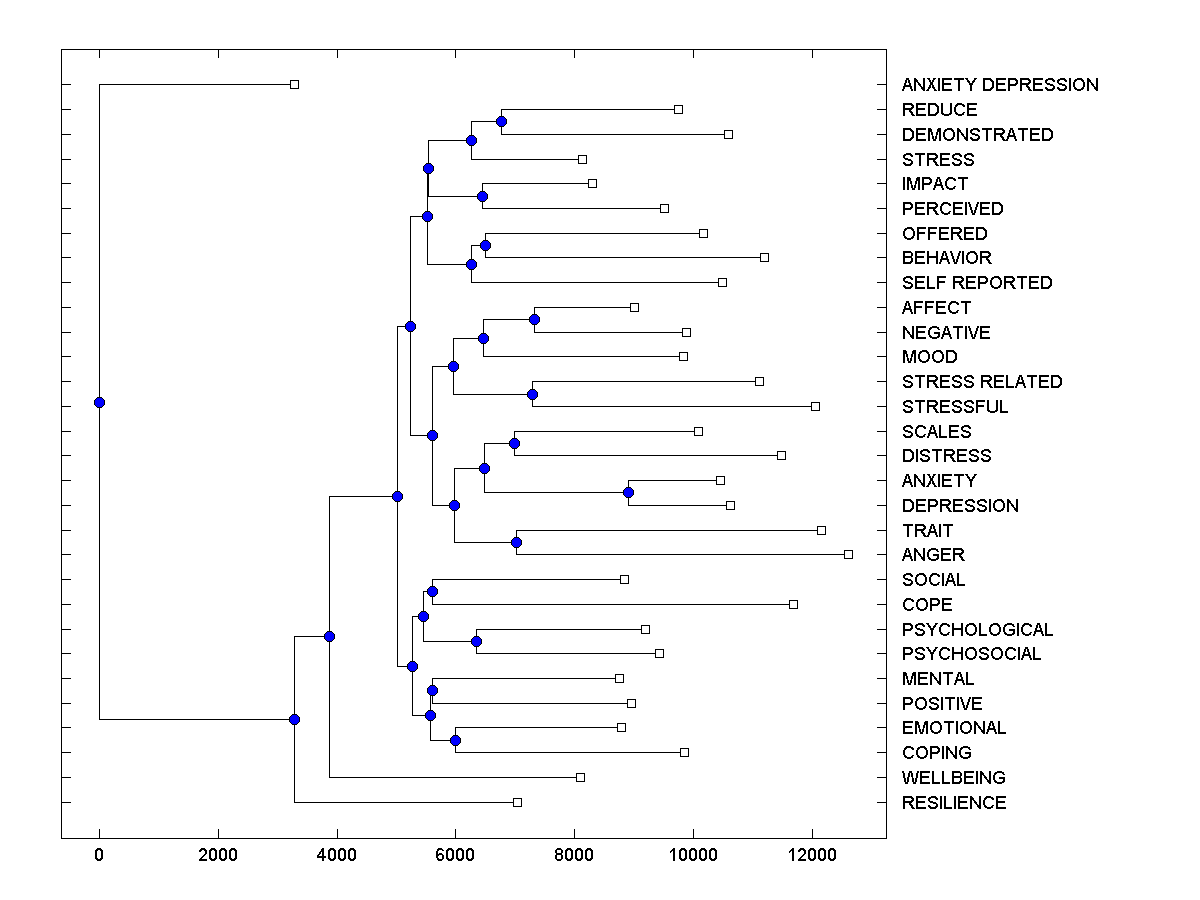 ANXIETY DEPRESSION
REDUCE
DEMONSTRATED
STRESS
IMPACT
PERCEIVED
OFFERED
BEHAVIOR
SELF REPORTED
AFFECT
NEGATIVE
MOOD
STRESS RELATED
STRESSFUL
SCALES
DISTRESS
ANXIETY
DEPRESSION
TRAIT
ANGER
SOCIAL
COPE
PSYCHOLOGICAL
PSYCHOSOCIAL
MENTAL
POSITIVE
EMOTIONAL
COPING
WELLBEING
RESILIENCE
0 2000 4000 6000 8000 10000 12000